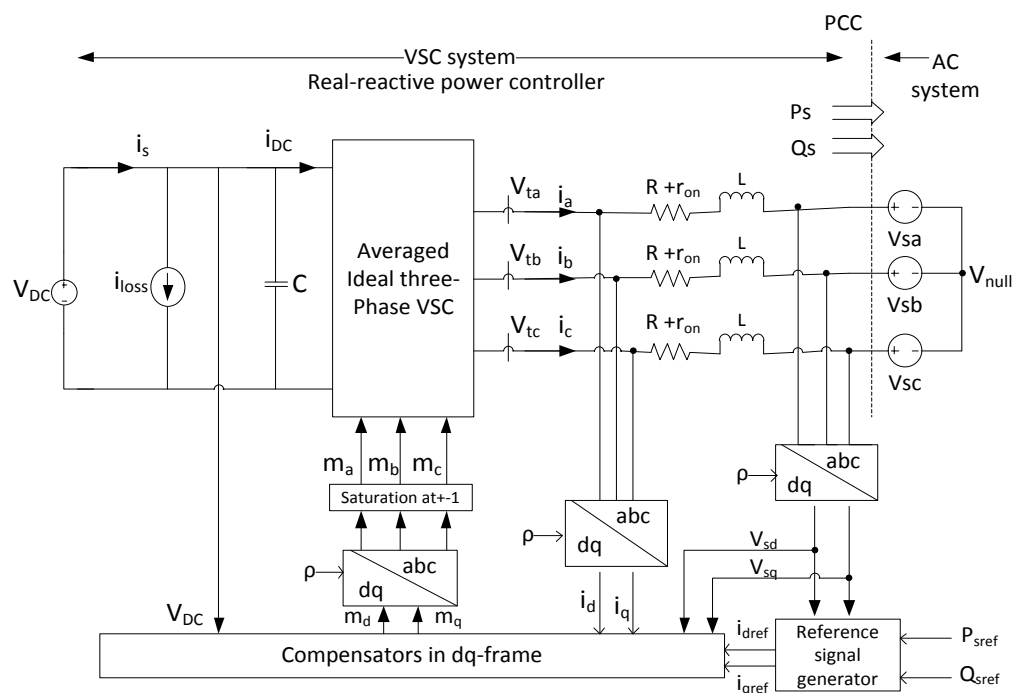 PCC
VSC system
Real-reactive power controller
AC
system
Ps
Qs
is
iDC
Vta
ia
R +ron
L
Vsa
Averaged
Ideal three-
Phase VSC
VDC
+
-
iloss
C
Vtb
ib
R +ron
L
Vsb
Vnull
Vtc
ic
R +ron
L
Vsc
+ -
+ -
+ -
ma
mb
mc
Saturation at+-1
ρ
abc
dq
ρ
abc
dq
ρ
abc
dq
Vsd
Vsq
VDC
md
mq
id
iq
idref
iqref
Compensators in dq-frame
Reference
signal
generator
Psref
Qsref